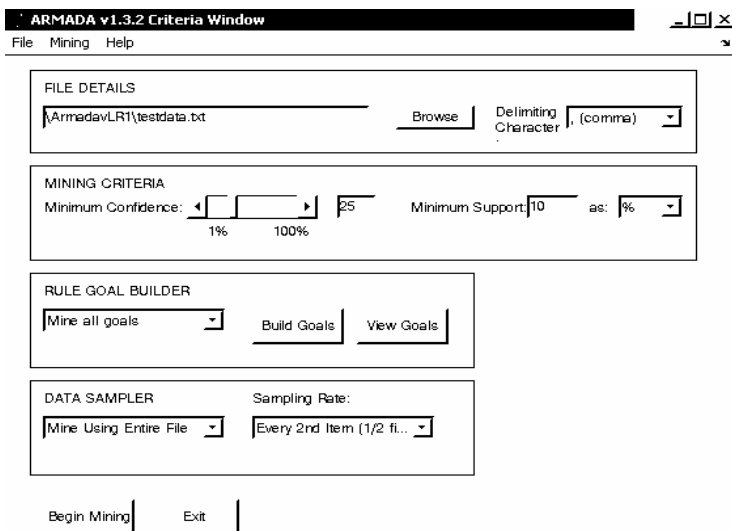 ARMADA v1.3.2 Criteria Window
File Mining Help
FILE DETAILS
\ArmadavLR1\testdata.txt Browse Delimiting Character : , (comma)
MINING CRITERIA
Minimum Confidence: 25 Minimum Support: 10 as: %
1% 100%
RULE GOAL BUILDER
Mine all goals Build Goals View Goals
DATA SAMPLER Sampling Rate:
Mine Using Entire File Every 2nd Item (1/2 fi...
Begin Mining Exit